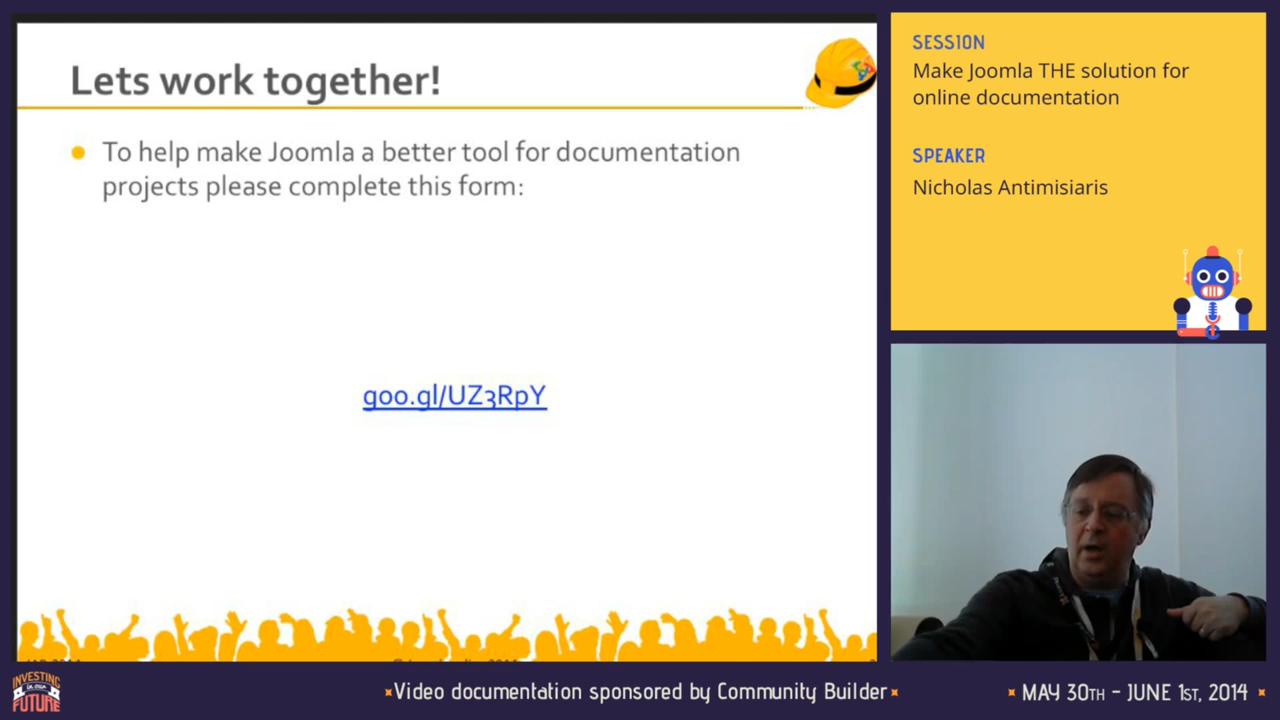 Lets work together!
To help make Joomla a better tool for documentation
projects please complete this form:
goo.gl/UZ3RpY
SESSION
Make Joomla THE solution for
online documentation
SPEAKER
Nicholas Antimisiaris
INVESTING
IN OUR
FUTURE
Video documentation sponsored by Community Builder
MAY 30TH - JUNE 1ST, 2014